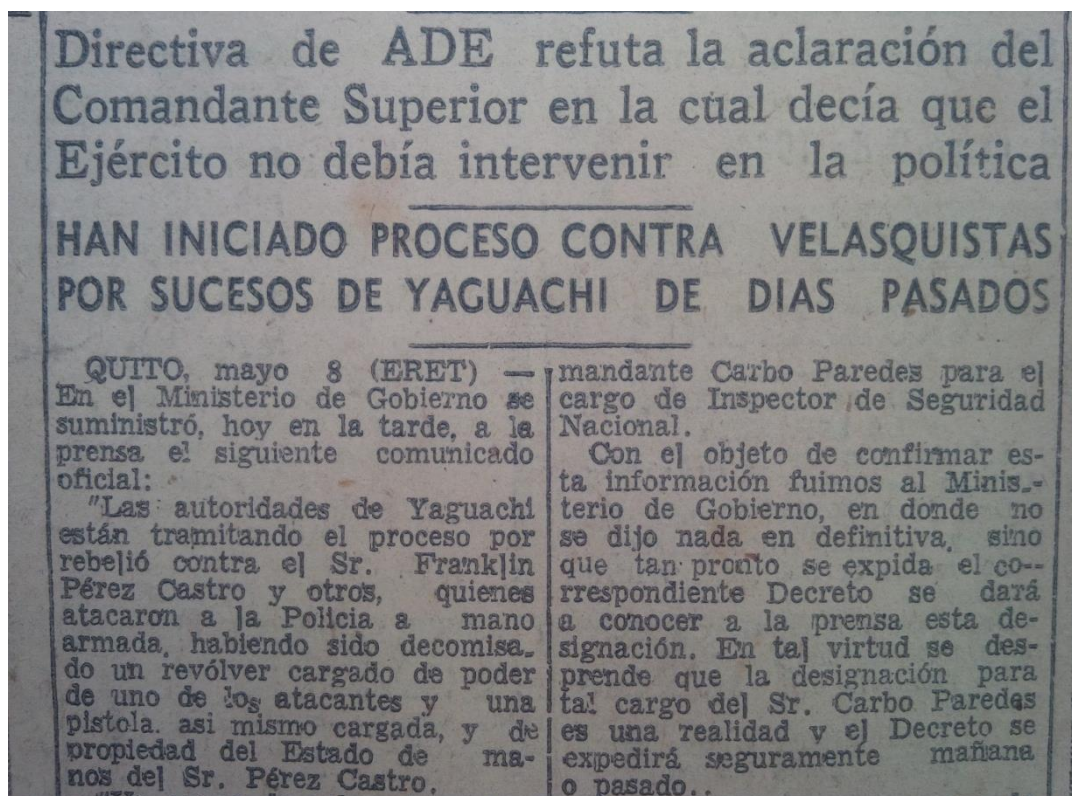 Directiva de ADE refuta la aclaración del
Comandante Superior en la cual decía que el
Ejército no debía intervenir en la política
HAN INICIADO PROCESO CONTRA VELASQUISTAS
POR SUCESOS DE YAGUACHI DE DIAS PASADOS
QUITO, mayo 8 (ERET) —
En el Ministerio de Gobierno se
suministró, hoy en la tarde, a la
prensa el siguiente comunicado
oficial:
"Las autoridades de Yaguachi
están tramitando el proceso por
rebelió contra el Sr. Franklin
Pérez Castro y otros, quienes
atacaron a la Policia a mano
armada, habiendo sido decomisa-
do un revólver cargado de poder
de uno de los atacantes y una
pistola. asi mismo cargada, y de
propiedad del Estado de ma-
nos del Sr. Pérez Castro.
mandante Carbo Paredes para el
cargo de Inspector de Seguridad
Nacional.
Con el objeto de confirmar es-
ta información fuimos al Minis-
terio de Gobierno, en donde no
se dijo nada en definitiva, sino
que tan pronto se expida el co--
rrespondiente Decreto se dará
a conocer a la prensa esta de-
signación. En tal virtud se des-
prende que la designación para
tal cargo del Sr. Carbo Paredes
es una realidad y el Decreto se
expedirá seguramente mañana
o pasado..